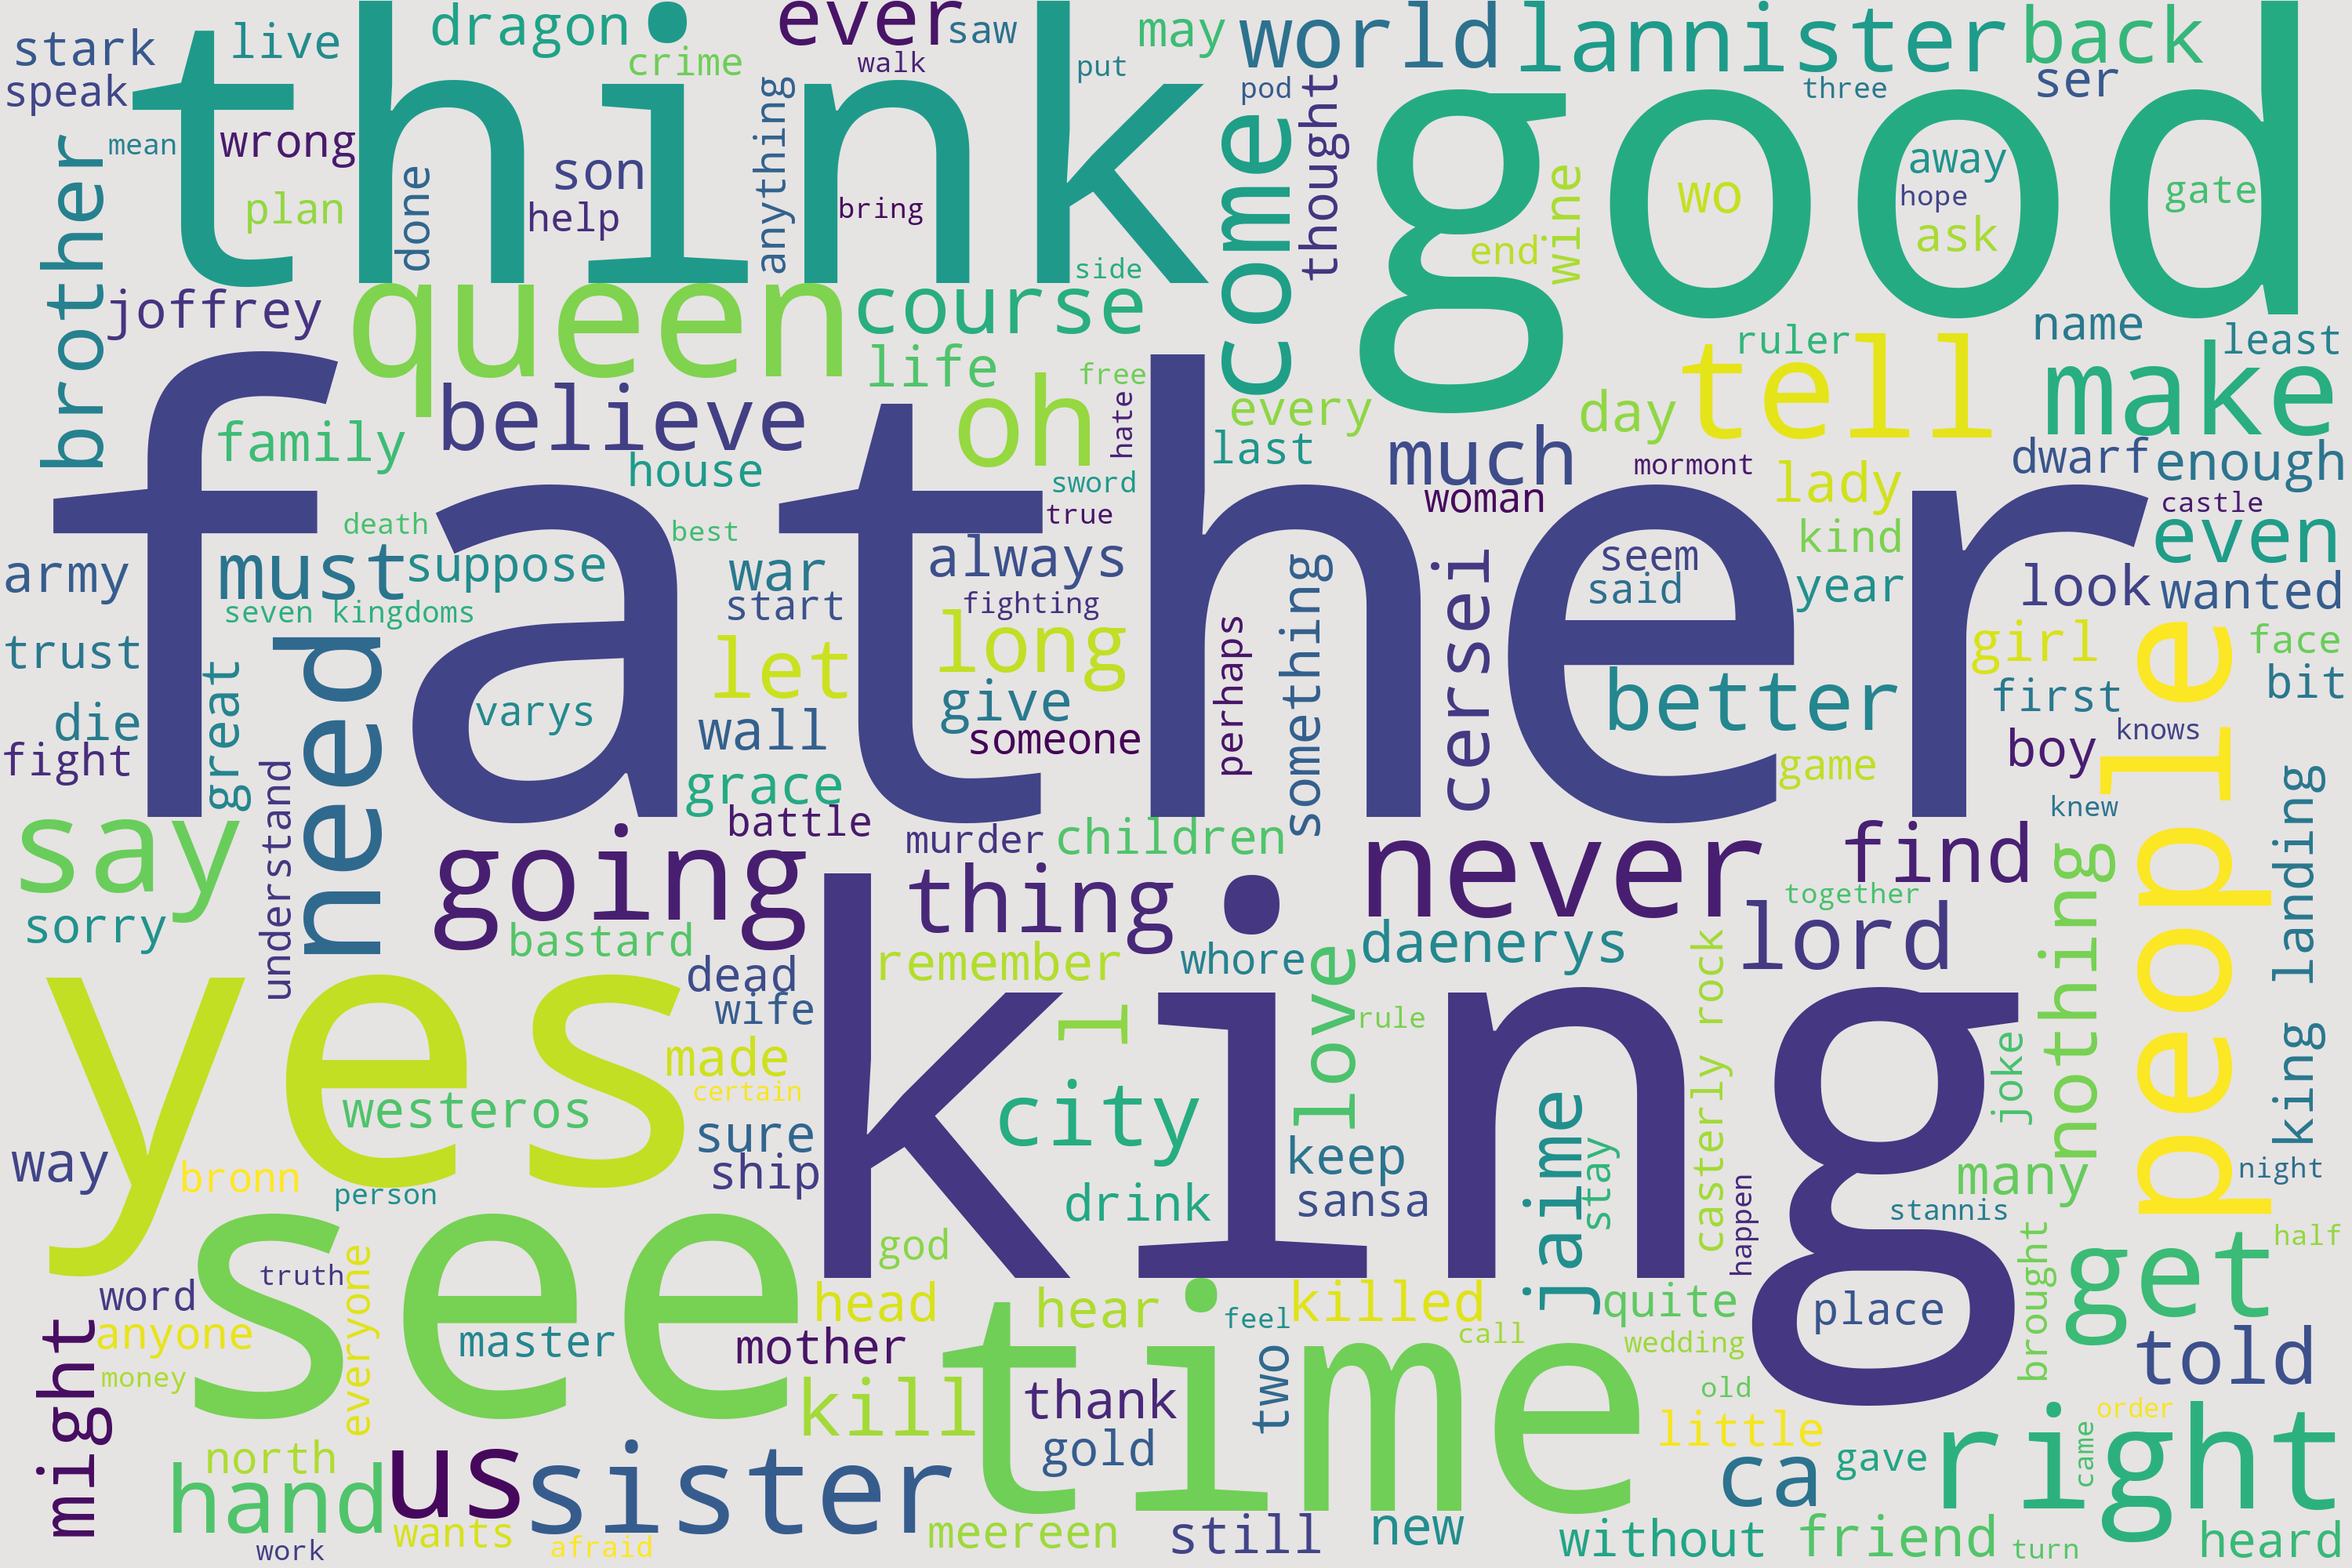 think
good
father
king
yes
see
time
people
queen
come
tell
make
need
say
going
never
right
get
sister
us
hand
stark
live
dragon
ever
saw
may
world
lannister
back
speak
crime
walk
put
pod
three
ser
brother
mean
wrong
done
son
anything
thought
away
wo
hope
gate
plan
help
bring
end
wine
ask
side
joffrey
course
life
free
hate
ruler
name
least
family
believe
oh
every
last
day
much
dwarf
enough
house
sword
woman
mormont
lady
castle
death
best
true
kind
even
army
must
suppose
war
always
something
cersei
seem
said
year
look
wanted
seven kingdoms
start
fighting
trust
let
long
perhaps
girl
face
great
die
varys
wall
give
someone
better
first
bit
fight
understand
grace
game
boy
knows
battle
murder
children
knew
find
king landing
nothing
sorry
bastard
thing
together
lord
dead
remember
whore
love
daenerys
casterly rock
wife
l
rule
joke
made
certain
westeros
city
jaime
way
sure
keep
stay
bronn
person
ship
drink
sansa
happen
many
night
stannis
god
truth
everyone
word
head
hear
feel
killed
quite
place
brought
half
anyone
master
mother
call
wedding
told
money
might
kill
thank
two
old
order
north
gold
little
ca
gave
came
wants
work
afraid
meereen
still
new
without
friend
turn
heard